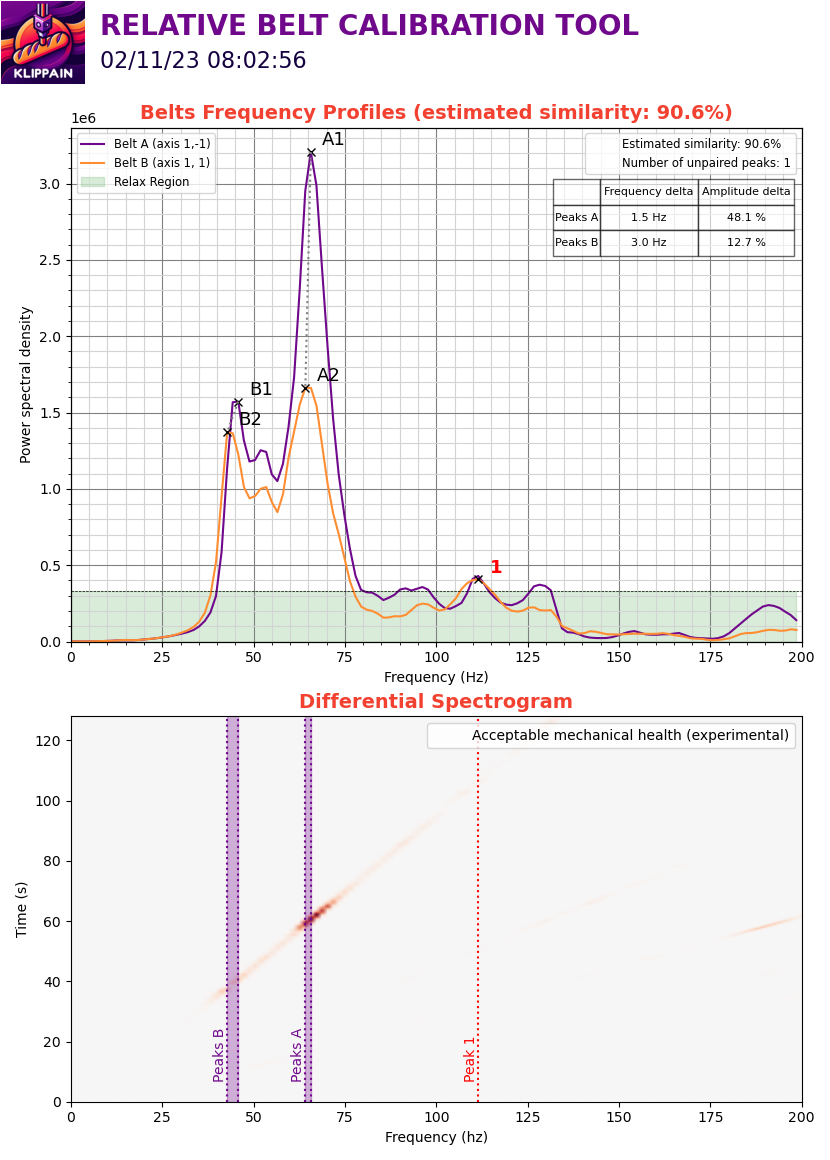 RELATIVE BELT CALIBRATION TOOL
02/11/23 08:02:56
KLIPPAIN
Belts Frequency Profiles (estimated similarity: 90.6%)
1e6
Belt A (axis 1,-1)
Belt B (axis 1, 1)
Relax Region
Estimated similarity: 90.6%
Number of unpaired peaks: 1
Frequency delta Amplitude delta
Peaks A 1.5 Hz 48.1 %
Peaks B 3.0 Hz 12.7 %
A1
A2
B1
B2
1
3.0
2.5
2.0
1.5
1.0
0.5
0.0
Power spectral density
0 25 50 75 100 125 150 175 200
Frequency (Hz)
Differential Spectrogram
Acceptable mechanical health (experimental)
120
100
80
60
40
20
0
Time (s)
Peaks B
Peaks A
Peak 1
0 25 50 75 100 125 150 175 200
Frequency (hz)